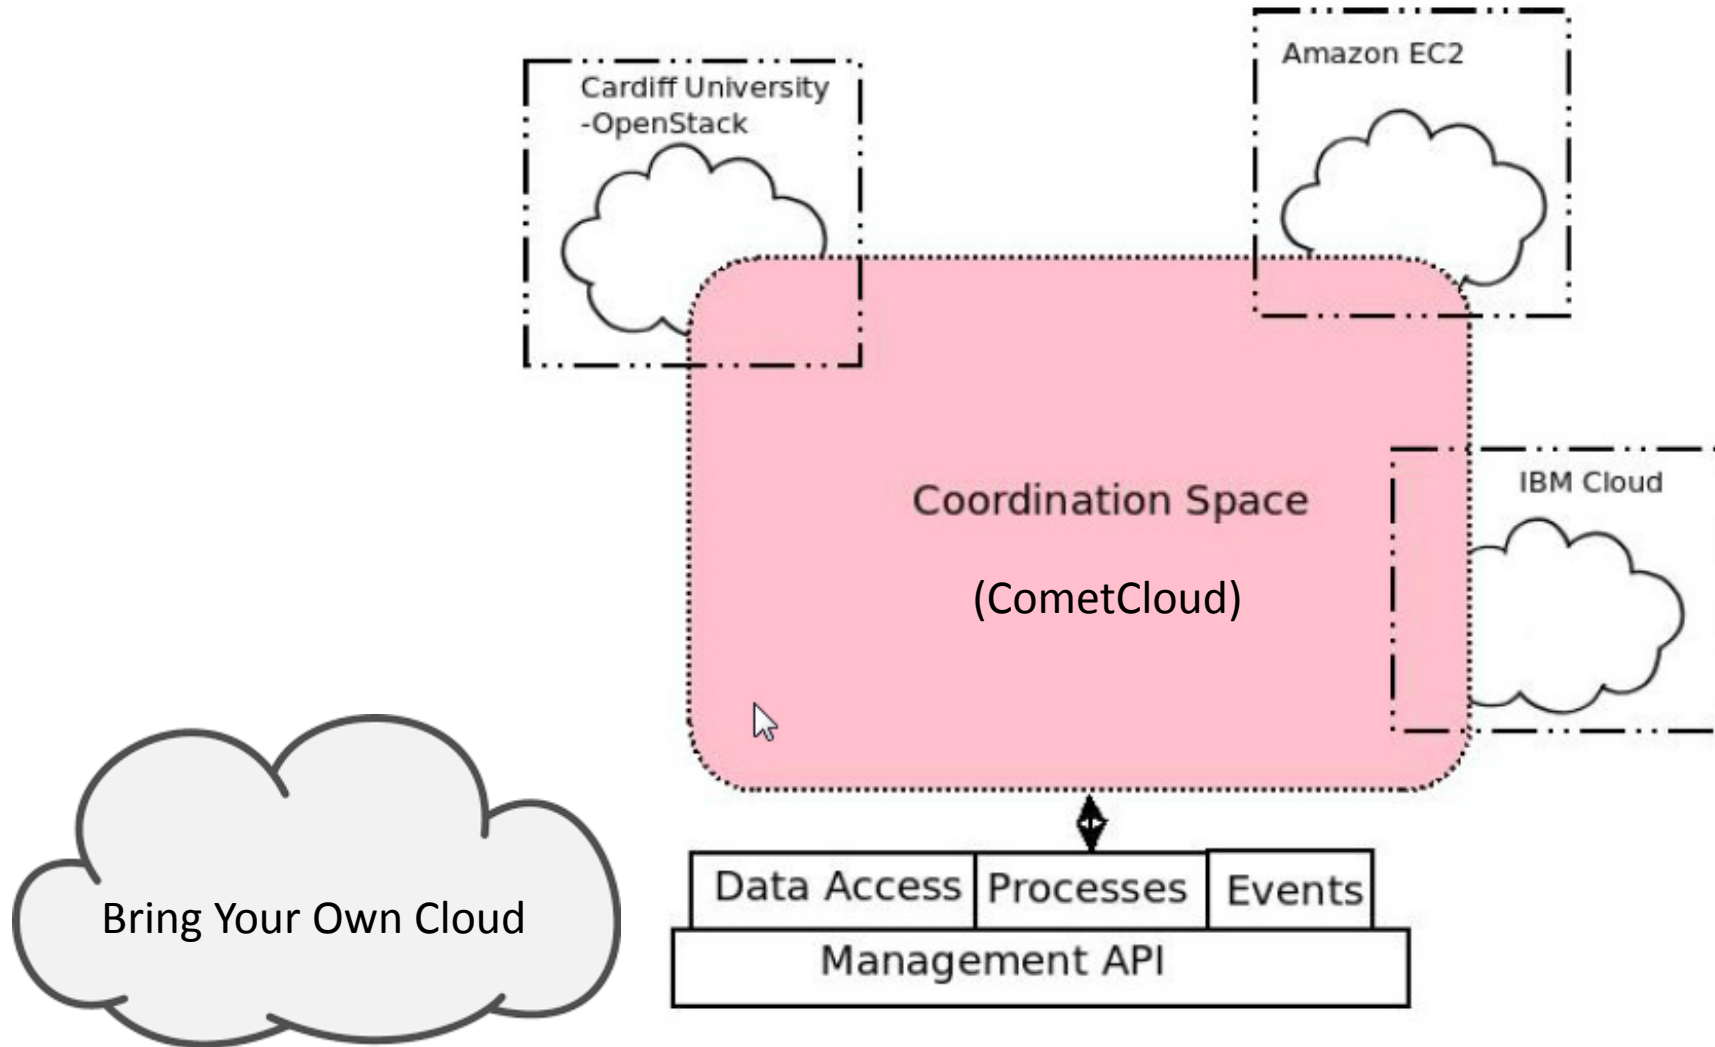 Amazon EC2
Cardiff University
-OpenStack
IBM Cloud
Coordination Space
(CometCloud)
Data Access
Processes
Events
Bring Your Own Cloud
Management API